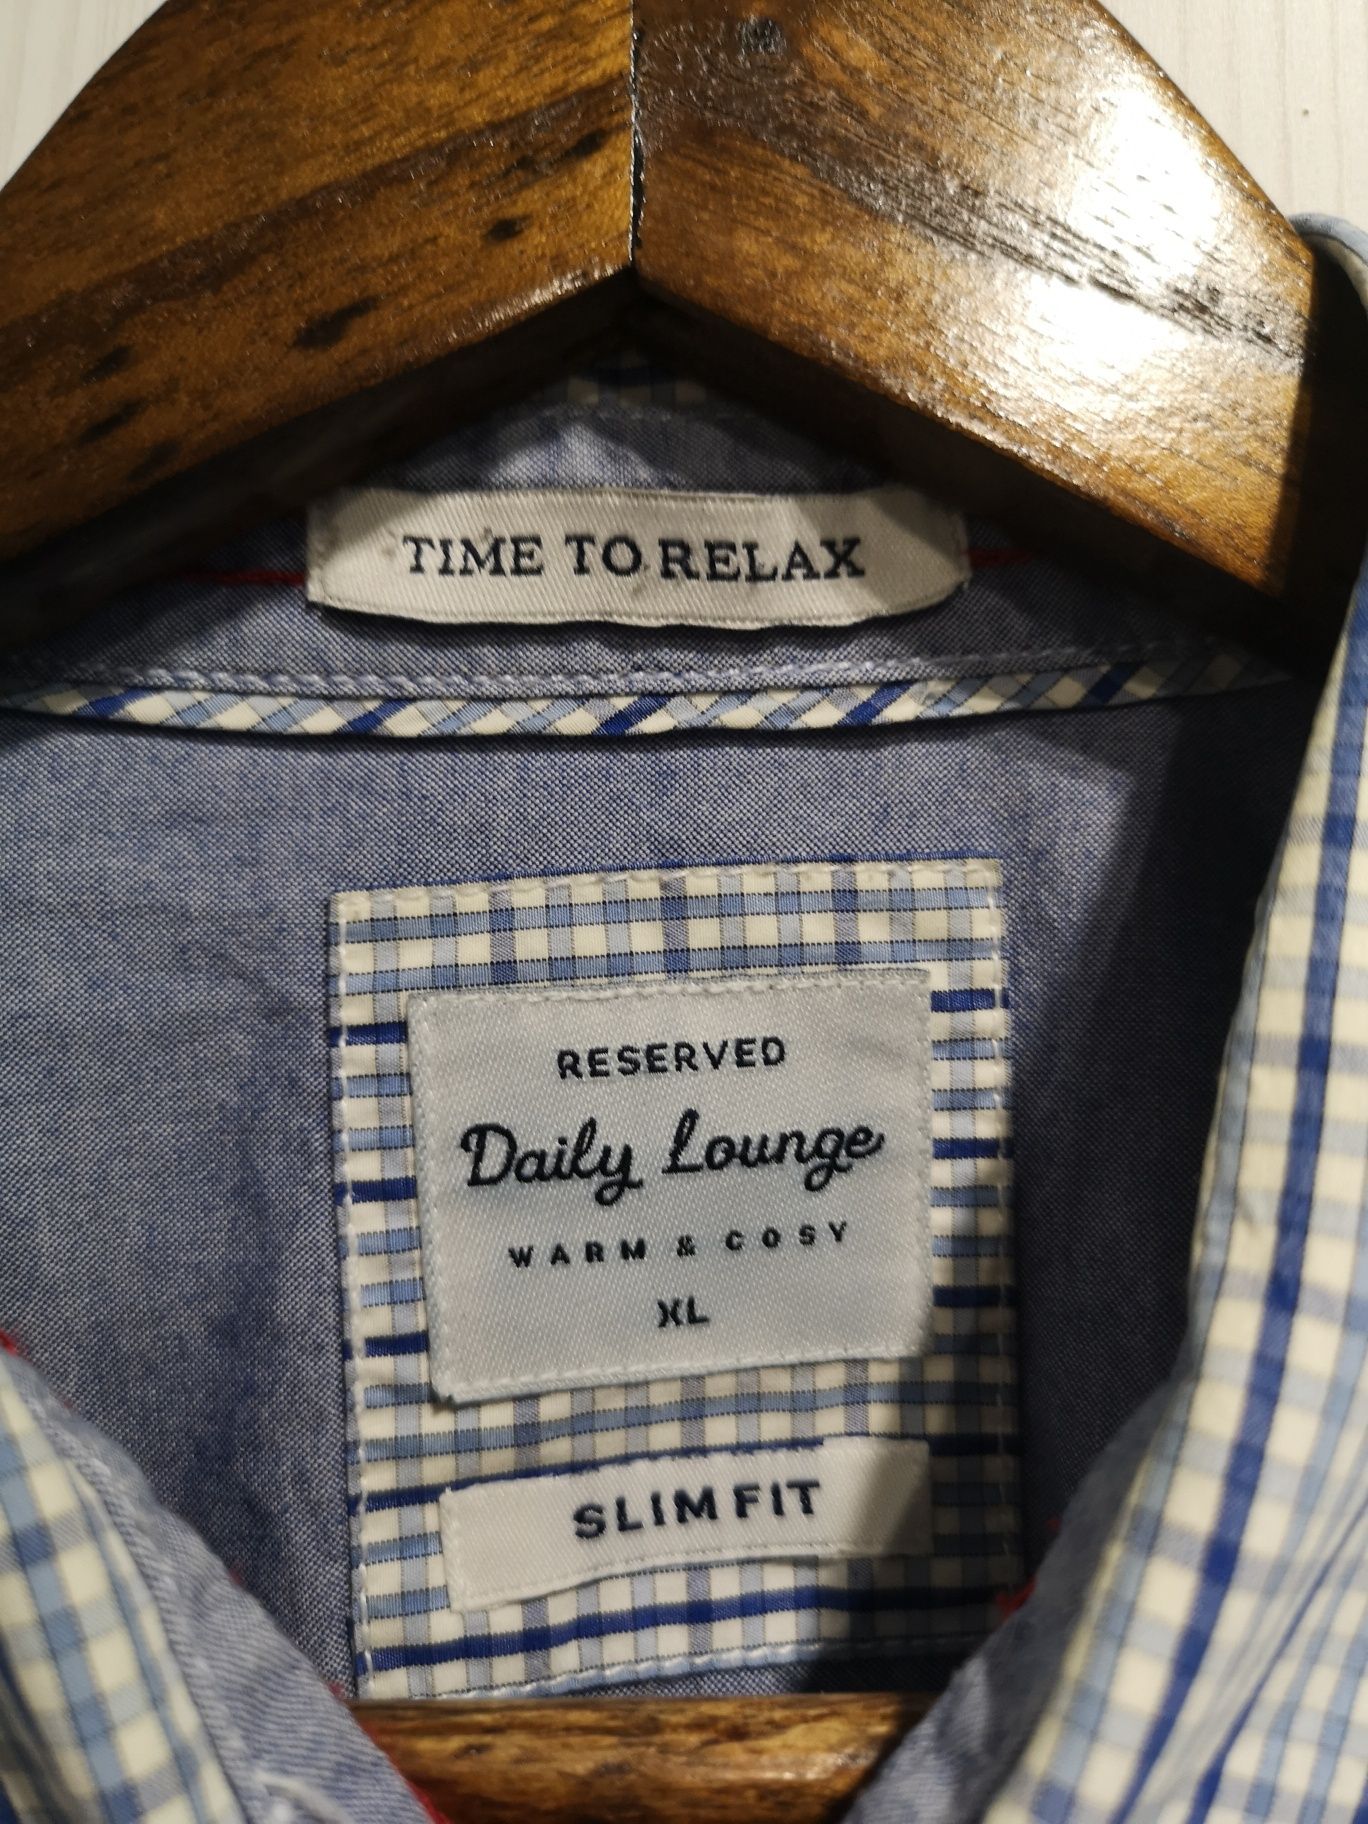 TIME TO RELAX
RESERVED
Daily Lounge
WARM & COSY
XL
SLIM FIT